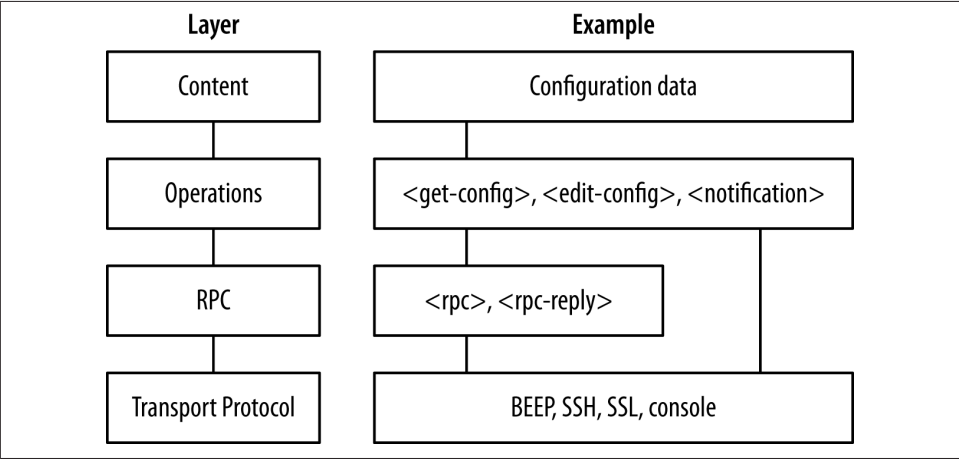 Layer Example
Content Configuration data
Operations <get-config>, <edit-config>, <notification>
RPC <rpc>, <rpc-reply>
Transport Protocol BEEP, SSH, SSL, console